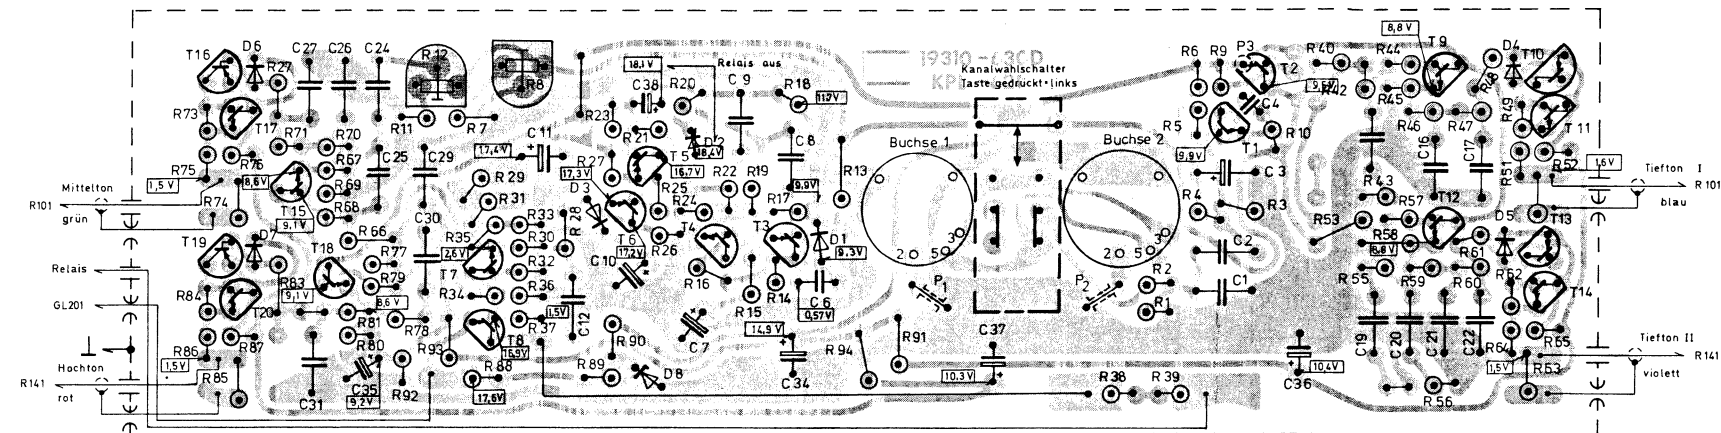 T16
D6
C27
C26
C24
R27
R12
R8
18,1V
Relais aus
C38
R20
C9
R18
11,7V
Kanalwahlschalter
Taste gedrückt=links
R6
R9
P3
T2
R40
R44
8,8V
T9
D4
T10
R42
R45
R48
R73
T17
R71
R70
R11
R7
R23
R21
D2
C4
R5
T1
R10
R46
R47
R49
T11
R75
R76
R67
C25
C29
17,4V
C11
R27
T5
18,4V
16,7V
C8
R13
Buchse 1
Buchse 2
9,9V
C3
C16
C17
R51
R52
1,6V
Mittelton
1,5V
8,6V
R69
R29
17,3V
D3
R25
R22
R19
9,9V
R43
Tiefton I
R101
R101
grün
R74
T15
R68
9,1V
C30
R31
R33
R28
R24
R17
R4
R3
R53
R57
T12
D5
T13
blau
T19
D7
R66
R35
2,6V
R30
T6
17,2V
R26
T4
T3
D1
9,3V
2
5
3
2
5
3
C2
R58
8,8V
R61
T18
R77
R79
T7
R32
C10
R16
R14
C6
P1
P2
R2
C1
R55
R59
R60
R62
T14
Relais
GL201
R84
R83
9,1V
8,6V
R34
R36
1,5V
C12
R15
0,57V
R1
T20
R81
R78
R37
T8
16,9V
R90
C7
14,9V
R94
R91
C37
C19
C20
C21
C22
R64
R65
Tiefton II
R141
R86
R87
1,5V
R80
R93
R88
R89
D8
C34
10,3V
C36
10,4V
1,5V
R63
Hochton
R141
rot
R85
C31
C35
9,2V
R92
17,6V
R38
R39
R56
violett